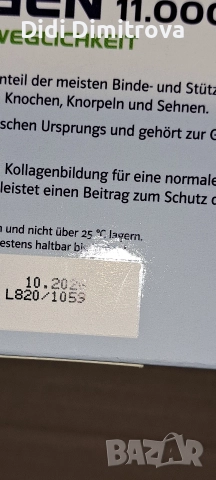 Didi Dimitrova
GEN 11.000
WEGLICHKEIT
nteil der meisten Binde- und Stütz
Knochen, Knorpeln und Sehnen.
schen Ursprungs und gehört zur G
Kollagenbildung für eine normale
leistet einen Beitrag zum Schutz d
n und nicht über 25 °C lagern.
estens haltbar bis
10.202
L820/1059
BAZAR